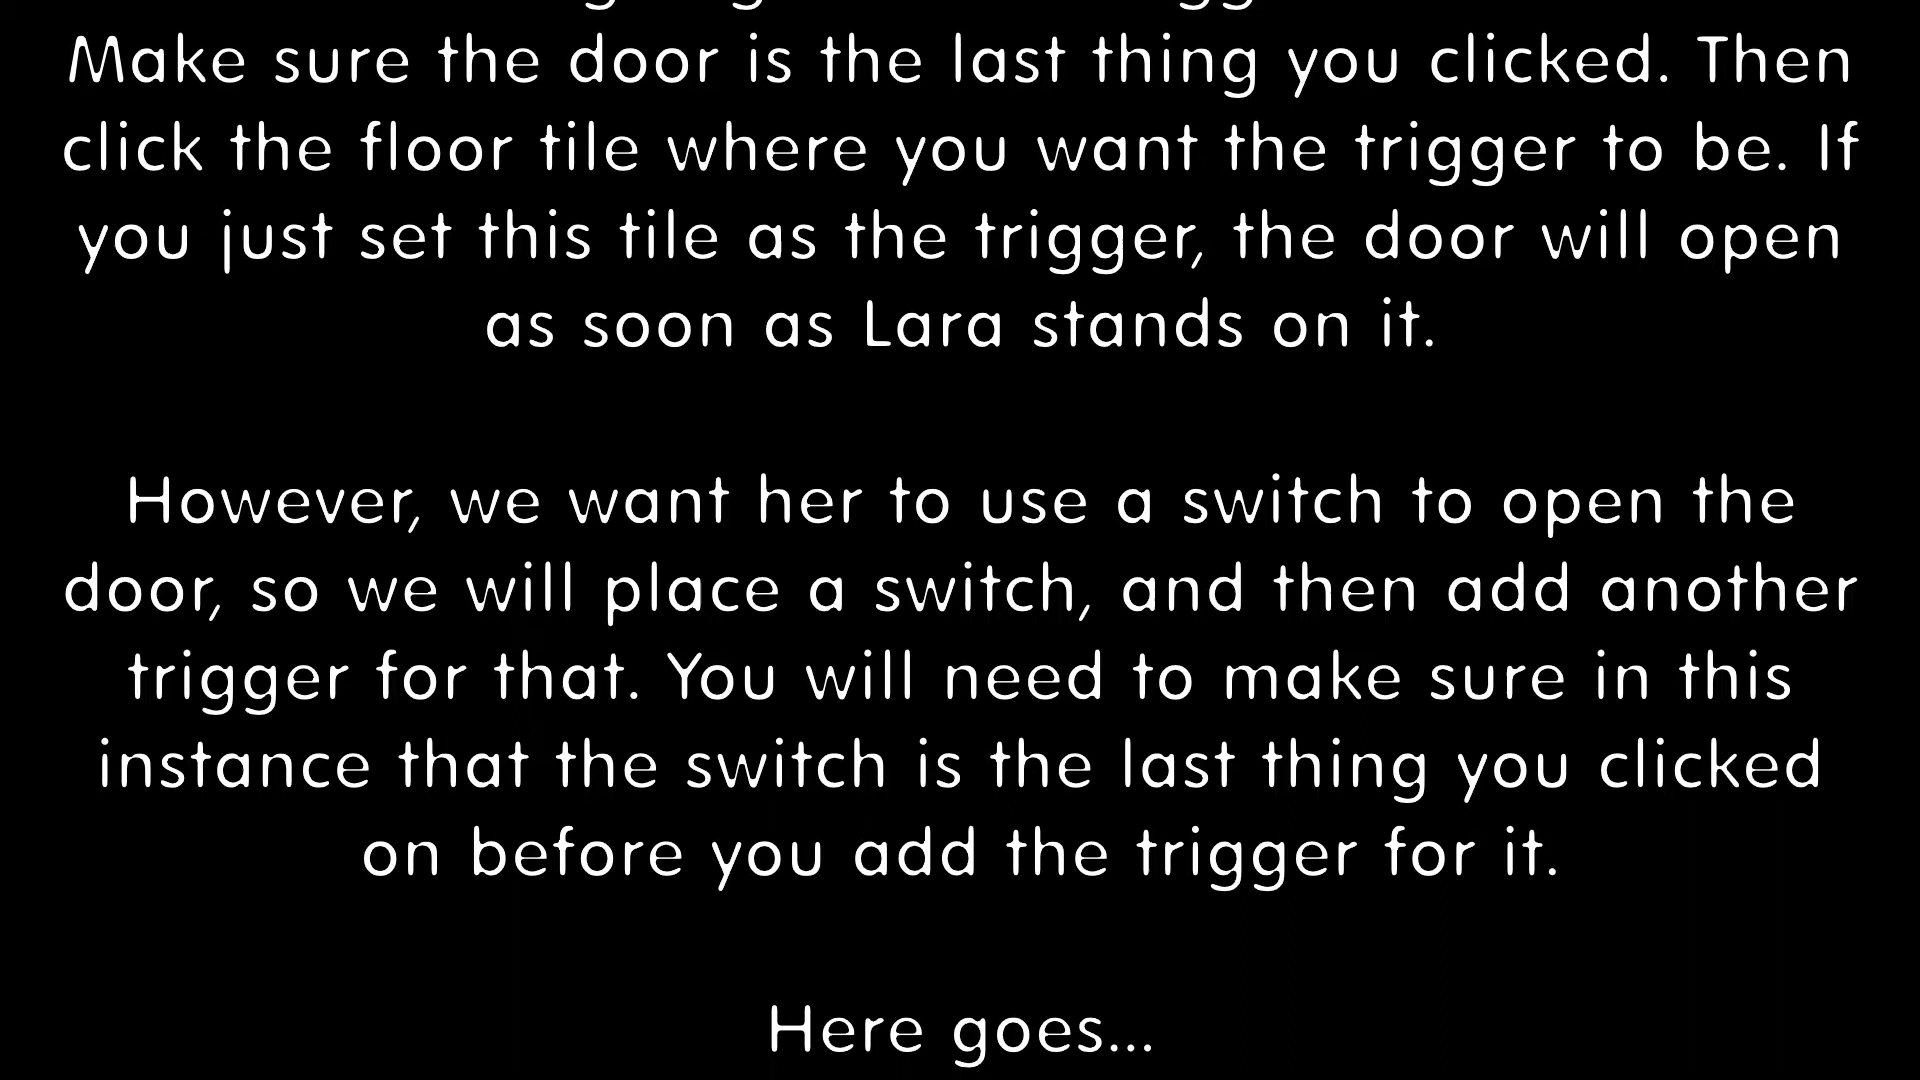 Make sure the door is the last thing you clicked. Then
click the floor tile where you want the trigger to be. If
you just set this tile as the trigger, the door will open
as soon as Lara stands on it.
However, we want her to use a switch to open the
door, so we will place a switch, and then add another
trigger for that. You will need to make sure in this
instance that the switch is the last thing you clicked
on before you add the trigger for it.
Here goes...